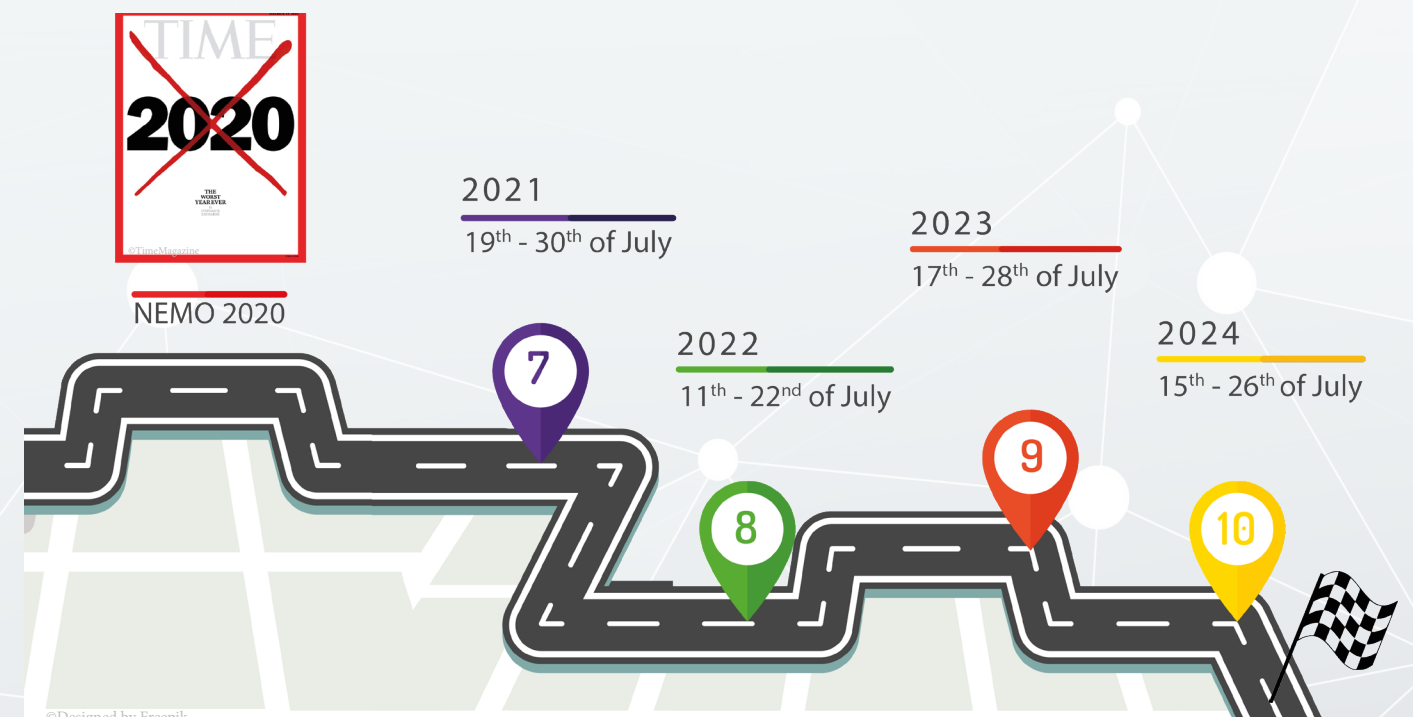 TIME
2020
THE
WORST
YEAR EVER
©TimeMagazine
NEMO 2020
2021
19th - 30th of July
7
2022
11th - 22nd of July
8
2023
17th - 28th of July
9
2024
15th - 26th of July
10
©Designed by Freepik